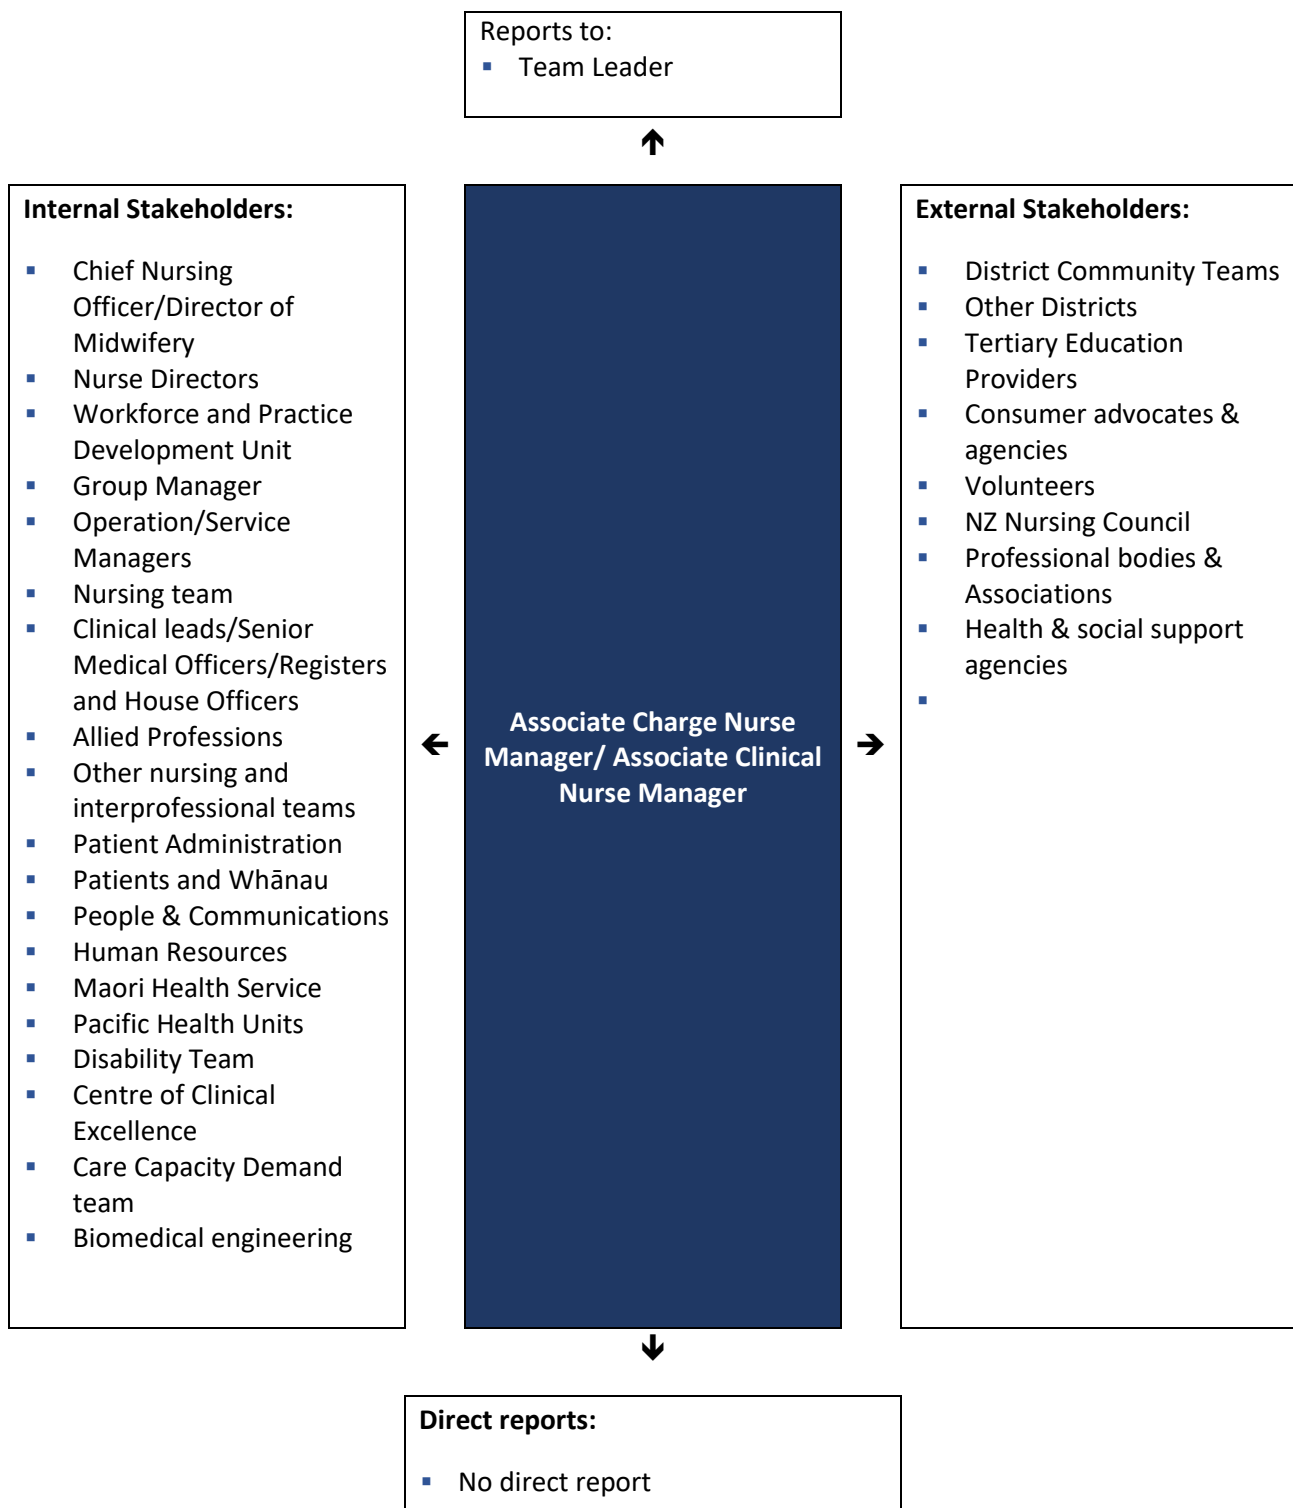 Reports to:
▪ Team Leader
Internal Stakeholders:
▪ Chief Nursing
Officer/Director of
Midwifery
▪ Nurse Directors
▪ Workforce and Practice
Development Unit
▪ Group Manager
▪ Operation/Service
Managers
▪ Nursing team
▪ Clinical leads/Senior
Medical Officers/Registers
and House Officers
▪ Allied Professions
▪ Other nursing and
interprofessional teams
▪ Patient Administration
▪ Patients and Whānau
▪ People & Communications
▪ Human Resources
▪ Maori Health Service
▪ Pacific Health Units
▪ Disability Team
▪ Centre of Clinical
Excellence
▪ Care Capacity Demand
team
▪ Biomedical engineering
Associate Charge Nurse
Manager/ Associate Clinical
Nurse Manager
External Stakeholders:
▪ District Community Teams
▪ Other Districts
▪ Tertiary Education
Providers
▪ Consumer advocates &
agencies
▪ Volunteers
▪ NZ Nursing Council
▪ Professional bodies &
Associations
▪ Health & social support
agencies
▪
Direct reports:
▪ No direct report